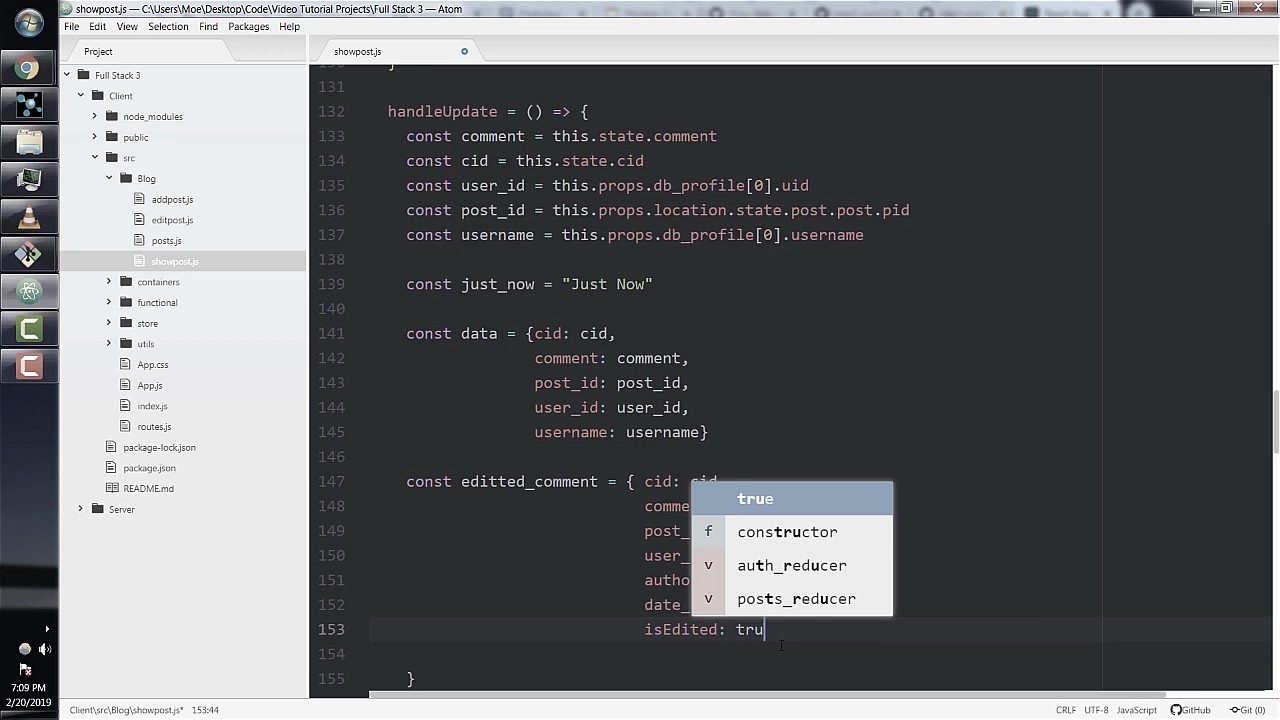 showpost.js — C:\Users\Moe\Desktop\Code\Video Tutorial Projects\Full Stack 3 — Atom
File Edit View Selection Find Packages Help
Project
showpost.js
Full Stack 3
Client
node_modules
public
src
Blog
addpost.js
editpost.js
posts.js
showpost.js
containers
functional
store
utils
App.css
App.js
index.js
routes.js
package-lock.json
package.json
README.md
Server
130 }
131
132 handleUpdate = () => {
133 const comment = this.state.comment
134 const cid = this.state.cid
135 const user_id = this.props.db_profile[0].uid
136 const post_id = this.props.location.state.post.post.pid
137 const username = this.props.db_profile[0].username
138
139 const just_now = "Just Now"
140
141 const data = {cid: cid,
142 comment: comment,
143 post_id: post_id,
144 user_id: user_id,
145 username: username}
146
147 const editted_comment = { cid: cid
148 comme
149 post_
150 user_
151 autho
152 date_
153 isEdited: tru
154
155 }
true
f constructor
v auth_reducer
v posts_reducer
7:09 PM
2/20/2019
Client\src\Blog\showpost.js* 153:44
CRLF UTF-8 JavaScript GitHub Git (0)